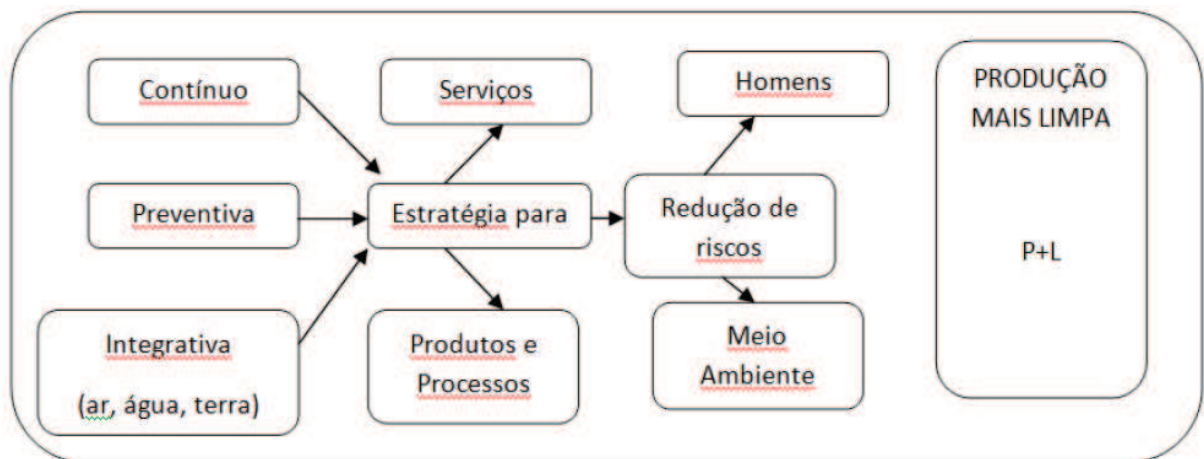 Contínuo
Serviços
Homens
PRODUÇÃO
MAIS LIMPA
P+L
Preventiva
Estratégia para
Redução de
riscos
Integrativa
(ar, água, terra)
Produtos e
Processos
Meio
Ambiente